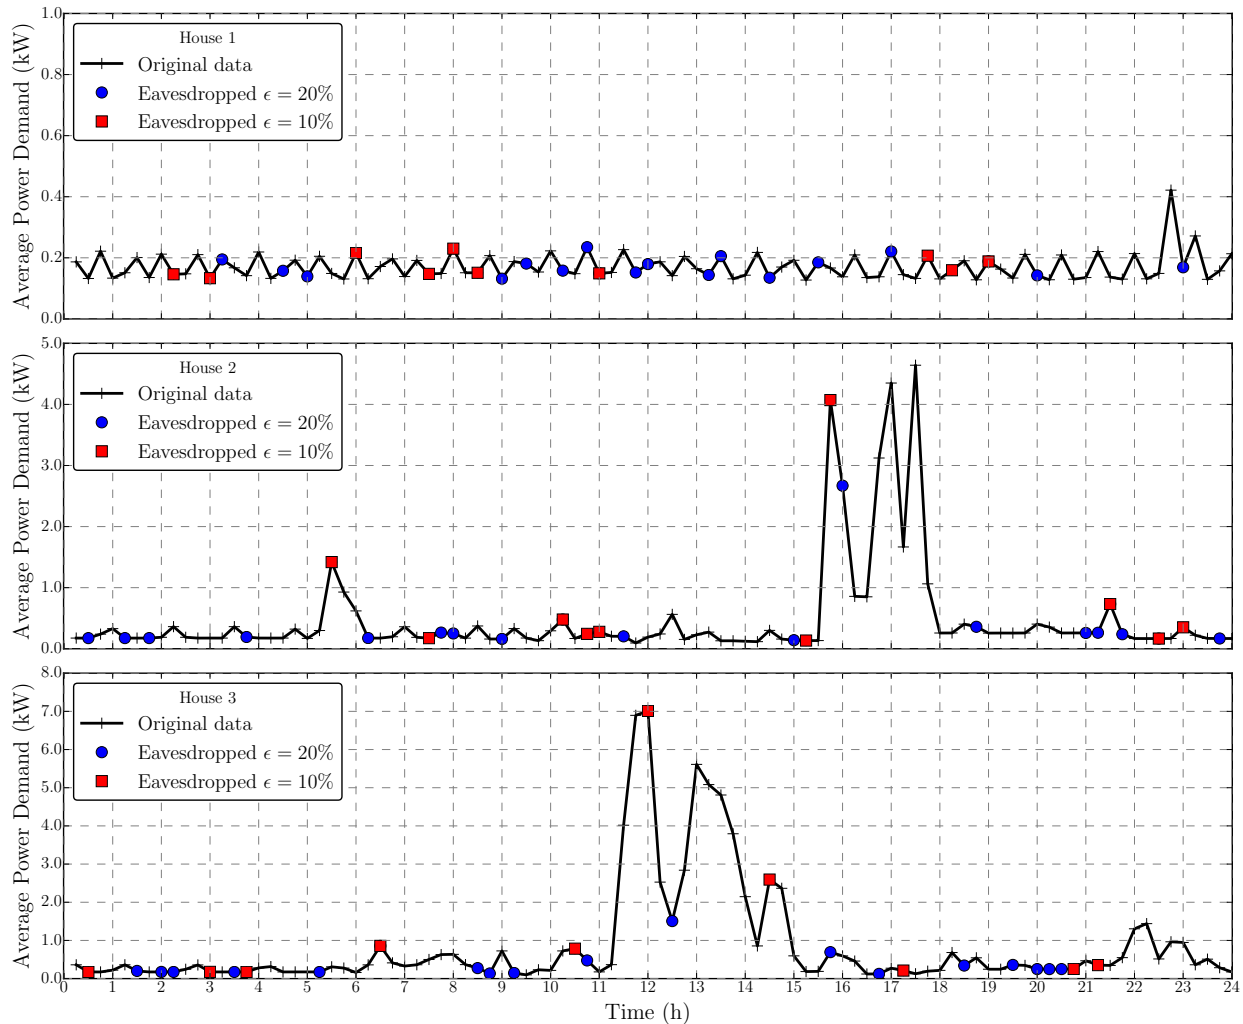 House 1
Original data
Eavesdropped ϵ = 20%
Eavesdropped ϵ = 10%
Average Power Demand (kW)
1.0
0.8
0.6
0.4
0.2
0.0
House 2
Original data
Eavesdropped ϵ = 20%
Eavesdropped ϵ = 10%
Average Power Demand (kW)
5.0
4.0
3.0
2.0
1.0
0.0
House 3
Original data
Eavesdropped ϵ = 20%
Eavesdropped ϵ = 10%
Average Power Demand (kW)
8.0
7.0
6.0
5.0
4.0
3.0
2.0
1.0
0.0
0 1 2 3 4 5 6 7 8 9 10 11 12 13 14 15 16 17 18 19 20 21 22 23 24
Time (h)